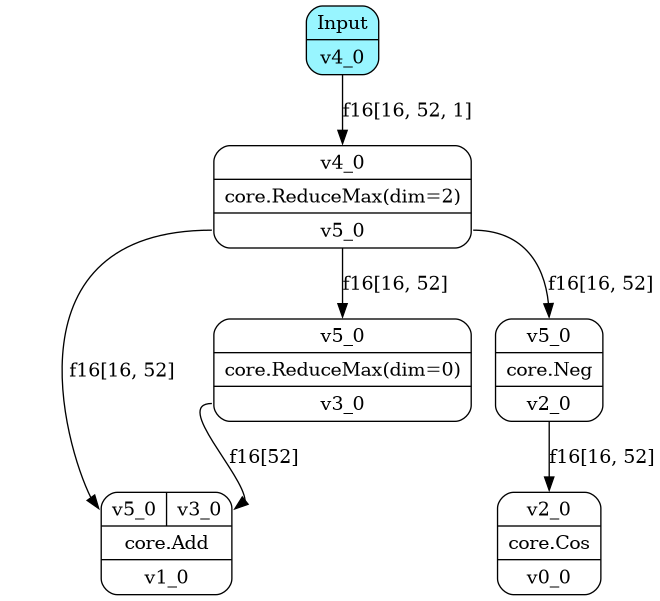 Input
v4_0
f16[16, 52, 1]
v4_0
core.ReduceMax(dim=2)
v5_0
f16[16, 52]
f16[16, 52]
f16[16, 52]
v5_0
core.ReduceMax(dim=0)
v3_0
v5_0
core.Neg
v2_0
f16[52]
f16[16, 52]
v5_0 v3_0
core.Add
v1_0
v2_0
core.Cos
v0_0